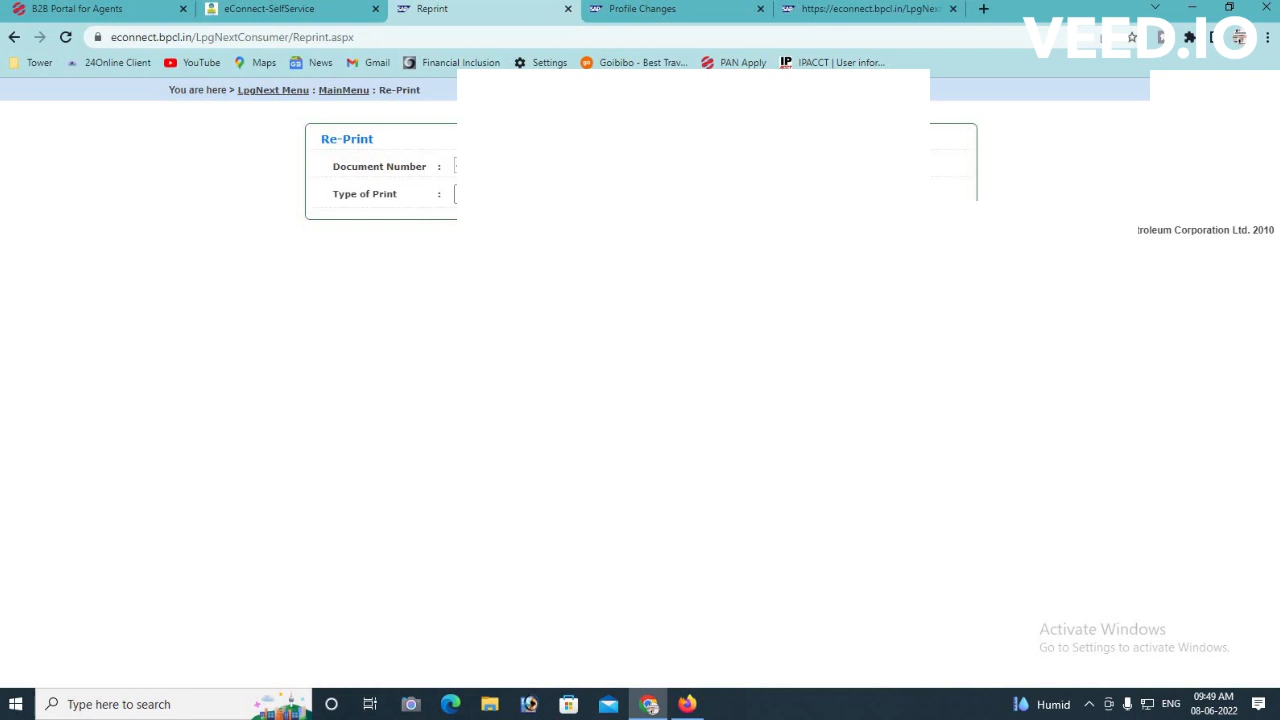 B2B Portal for Agents
eConnect-SelfService
Reprint
Profile Changes
https://econnect.bpcl.in/LpgNex
VEED.IO
econnect.bpcl.in/LpgNextConsumer/Reprint.aspx
Tower
24Online Client
YouTube
Maps
News
Gmail
Financial Inclusion
Settings
Goibibo - Best Travo...
PAN Apply
IPACCT | User infor...
You are here > LpgNext Menu : MainMenu : Re-Print
Re-Print
Document Number :
Type of Print :
troleum Corporation Ltd. 2010
Activate Windows
Go to Settings to activate Windows.
Type here to search
Humid
ENG
09:49 AM
08-06-2022